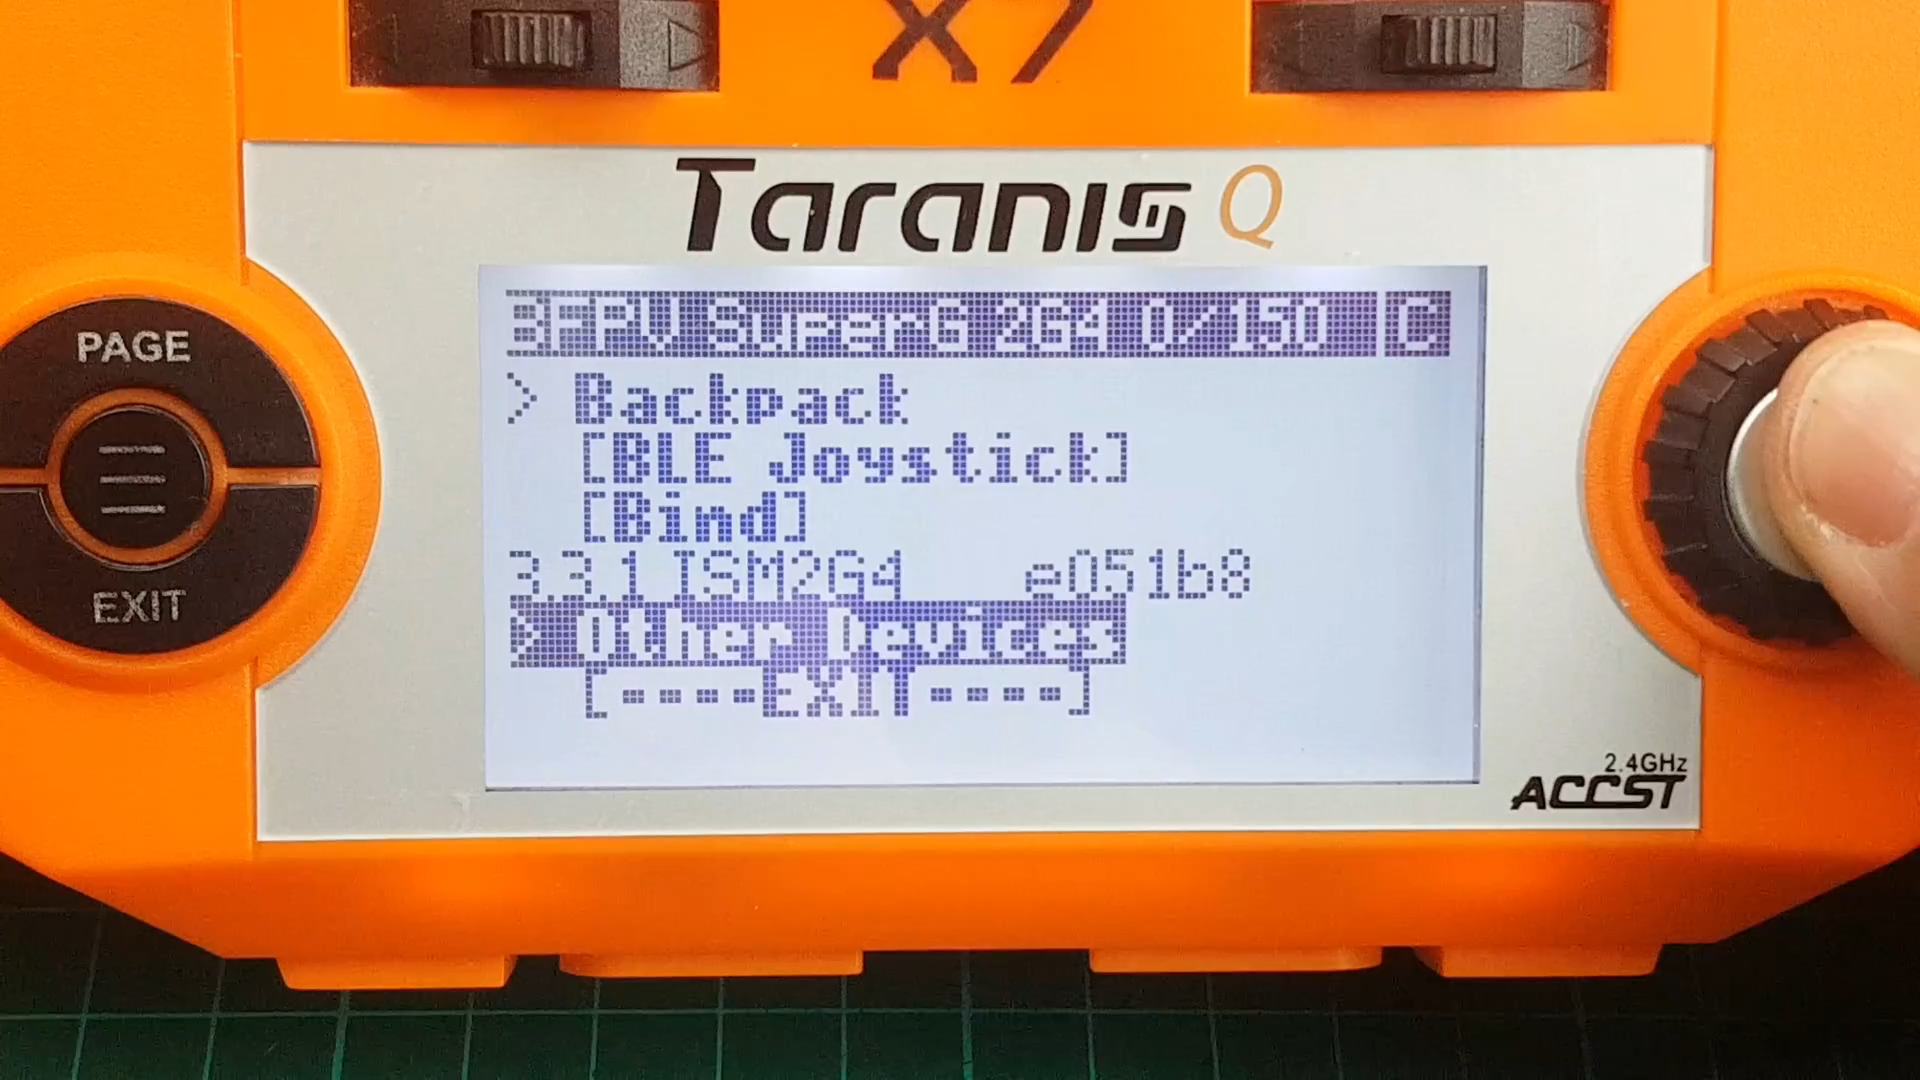 X7
Taranis Q
BFPV SuperG 2G4 0/150 C
> Backpack
[BLE Joystick]
[Bind]
3.3.1 ISM2G4 e051b8
> Other Devices
[----EXIT----]
PAGE
EXIT
2.4GHz
ACCST